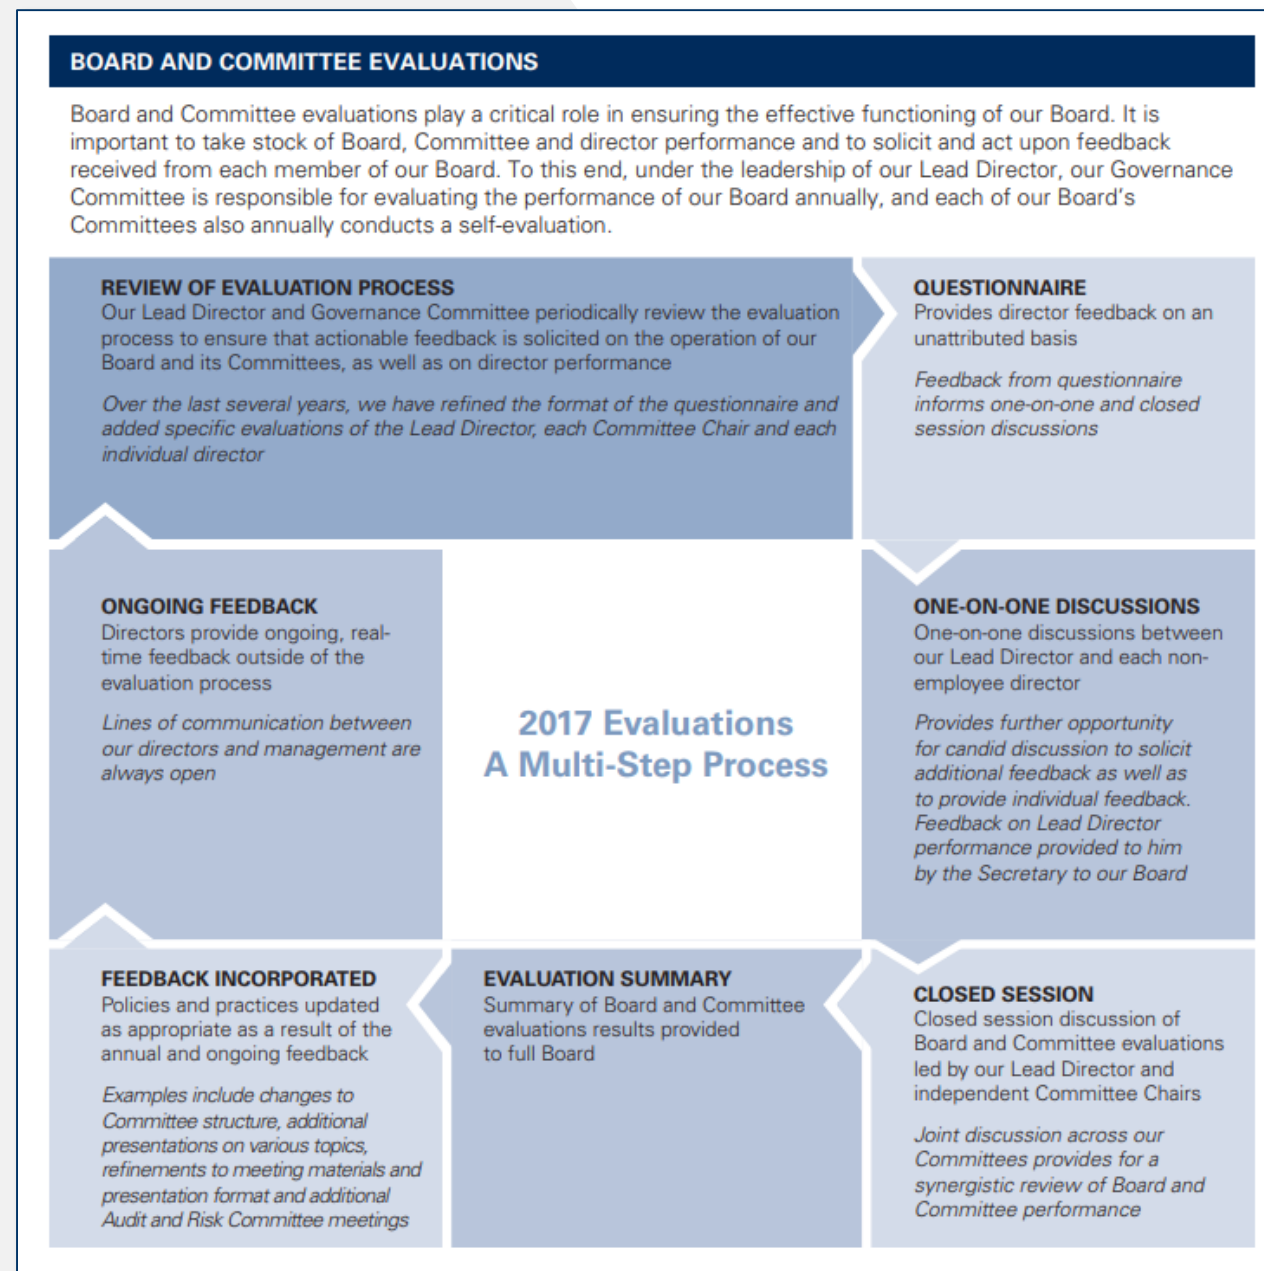 BOARD AND COMMITTEE EVALUATIONS
Board and Committee evaluations play a critical role in ensuring the effective functioning of our Board. It is
important to take stock of Board, Committee and director performance and to solicit and act upon feedback
received from each member of our Board. To this end, under the leadership of our Lead Director, our Governance
Committee is responsible for evaluating the performance of our Board annually, and each of our Board's
Committees also annually conducts a self-evaluation.
REVIEW OF EVALUATION PROCESS
Our Lead Director and Governance Committee periodically review the evaluation
process to ensure that actionable feedback is solicited on the operation of our
Board and its Committees, as well as on director performance
Over the last several years, we have refined the format of the questionnaire and
added specific evaluations of the Lead Director, each Committee Chair and each
individual director
QUESTIONNAIRE
Provides director feedback on an
unattributed basis
Feedback from questionnaire
informs one-on-one and closed
session discussions
ONGOING FEEDBACK
Directors provide ongoing, real-
time feedback outside of the
evaluation process
Lines of communication between
our directors and management are
always open
2017 Evaluations
A Multi-Step Process
ONE-ON-ONE DISCUSSIONS
One-on-one discussions between
our Lead Director and each non-
employee director
Provides further opportunity
for candid discussion to solicit
additional feedback as well as
to provide individual feedback.
Feedback on Lead Director
performance provided to him
by the Secretary to our Board
FEEDBACK INCORPORATED
Policies and practices updated
as appropriate as a result of the
annual and ongoing feedback
Examples include changes to
Committee structure, additional
presentations on various topics,
refinements to meeting materials and
presentation format and additional
Audit and Risk Committee meetings
EVALUATION SUMMARY
Summary of Board and Committee
evaluations results provided
to full Board
CLOSED SESSION
Closed session discussion of
Board and Committee evaluations
led by our Lead Director and
independent Committee Chairs
Joint discussion across our
Committees provides for a
synergistic review of Board and
Committee performance